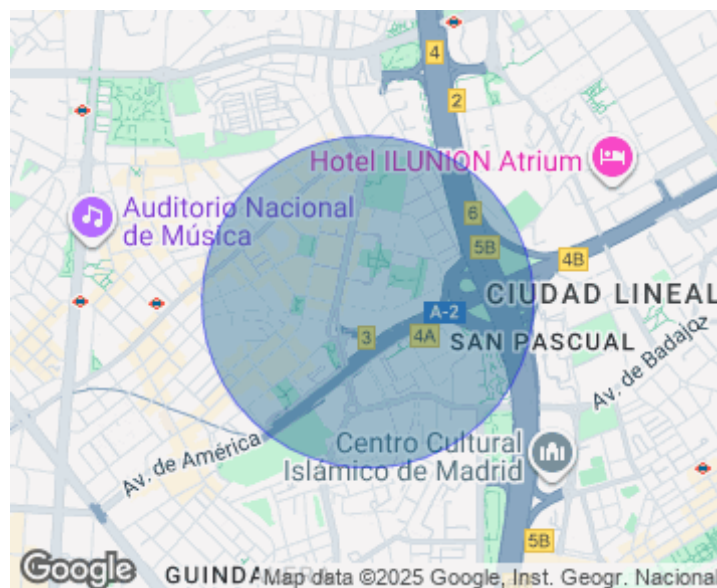 4
2
Hotel ILUNION Atrium
Auditorio Nacional
de Música
6
5B
4B
CIUDAD LINEAL
A-2
3
4A
SAN PASCUAL
Av. de Badajoz
Centro Cultural
Islámico de Madrid
Av. de América
5B
Google
Map data ©2025 Google, Inst. Geogr. Nacional